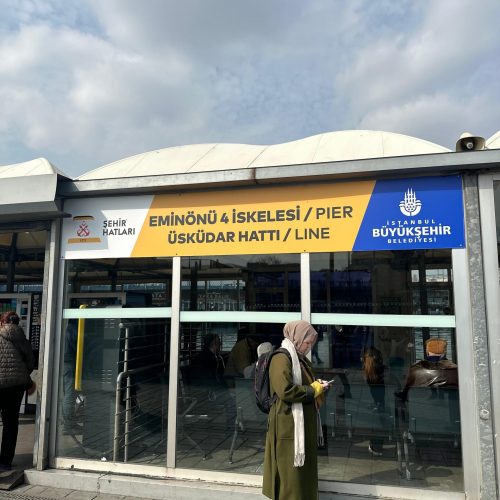 ŞEHİR
HATLARI
EMİNÖNÜ 4 İSKELESİ / PIER
ÜSKÜDAR HATTI / LINE
İSTANBUL
BÜYÜKŞEHİR
BELEDİYESİ